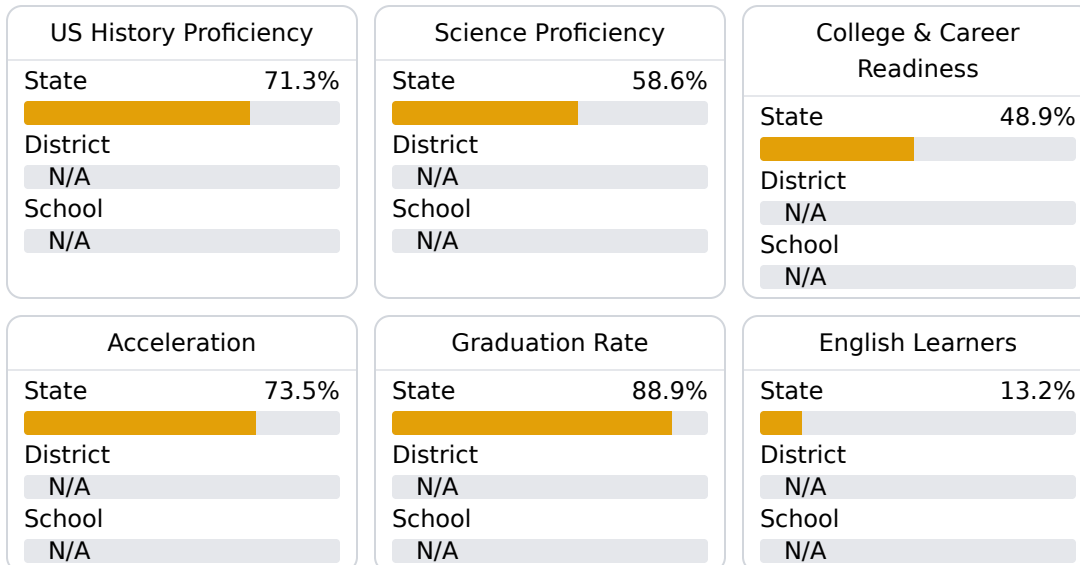 US History Proficiency
State 71.3%
District
N/A
School
N/A
Science Proficiency
State 58.6%
District
N/A
School
N/A
College & Career
Readiness
State 48.9%
District
N/A
School
N/A
Acceleration
State 73.5%
District
N/A
School
N/A
Graduation Rate
State 88.9%
District
N/A
School
N/A
English Learners
State 13.2%
District
N/A
School
N/A